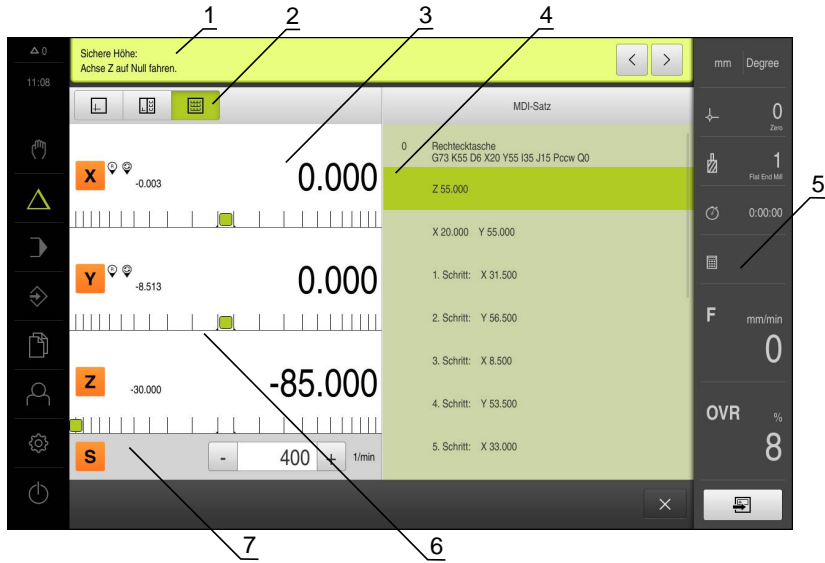 1
2
3
4
△ 0
11:08
Sichere Höhe:
Achse Z auf Null fahren.
< >
mm Degree
MDI-Satz
0
Zero
1
Flat End Mill
0:00:00
5
X R -0.003 0.000
Y R -8.513 0.000
Z -30.000 -85.000
S - 400 + 1/min
0 Rechtecktasche
G73 K55 D6 X20 Y55 I35 J15 Pccw Q0
Z 55.000
X 20.000 Y 55.000
1. Schritt: X 31.500
2. Schritt: Y 56.500
3. Schritt: X 8.500
4. Schritt: Y 53.500
5. Schritt: X 33.000
F mm/min
0
OVR %
8
7
6